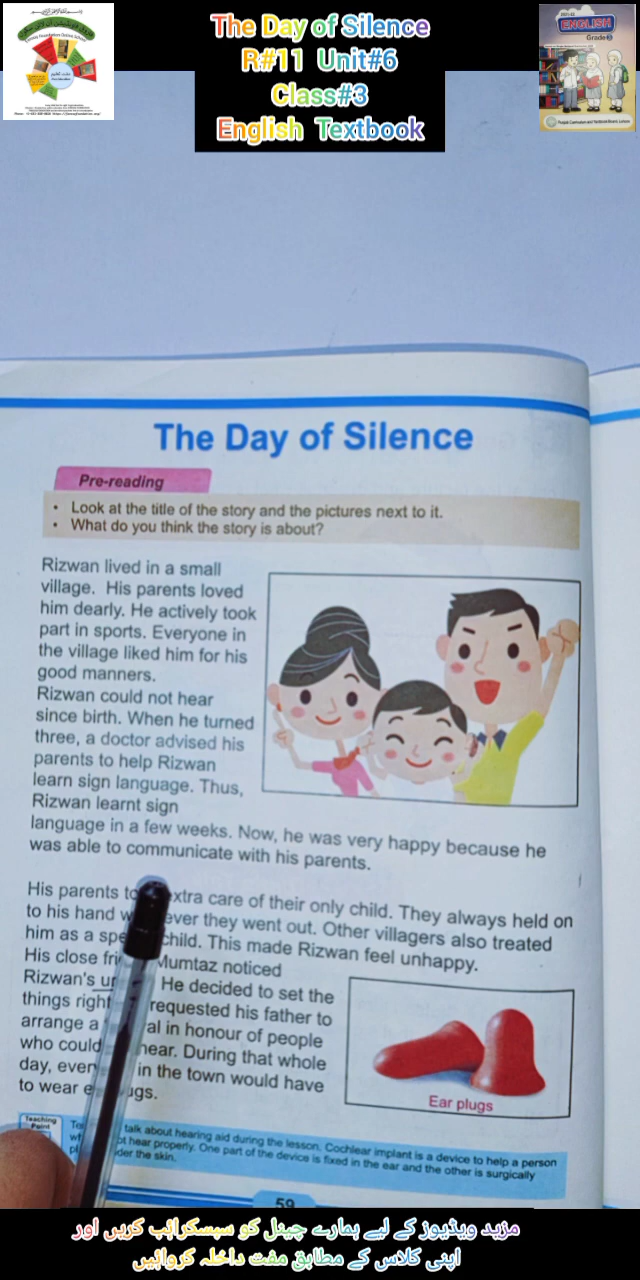 The Day of Silence
R#11 Unit#6
Class#3
English Textbook
ENGLISH
Grade 3
The Day of Silence
Pre-reading
• Look at the title of the story and the pictures next to it.
• What do you think the story is about?
Rizwan lived in a small
village. His parents loved
him dearly. He actively took
part in sports. Everyone in
the village liked him for his
good manners.
Rizwan could not hear
since birth. When he turned
three, a doctor advised his
parents to help Rizwan
learn sign language. Thus,
Rizwan learnt sign
language in a few weeks. Now, he was very happy because he
was able to communicate with his parents.
His parents to xtra care of their only child. They always held on
to his hand w ever they went out. Other villagers also treated
him as a spe child. This made Rizwan feel unhappy.
His close fri Mumtaz noticed
Rizwan's un He decided to set the
things right requested his father to
arrange a al in honour of people
who could hear. During that whole
day, ever in the town would have
to wear e ugs.
Ear plugs
Teaching
Point
talk about hearing aid during the lesson. Cochlear implant is a device to help a person
ot hear properly. One part of the device is fixed in the ear and the other is surgically
der the skin.
59
مزید ویڈیوز کے لیے ہمارے چینل کو سبسکرائب کریں اور
اپنی کلاس کے مطابق مفت داخلہ کروائیں